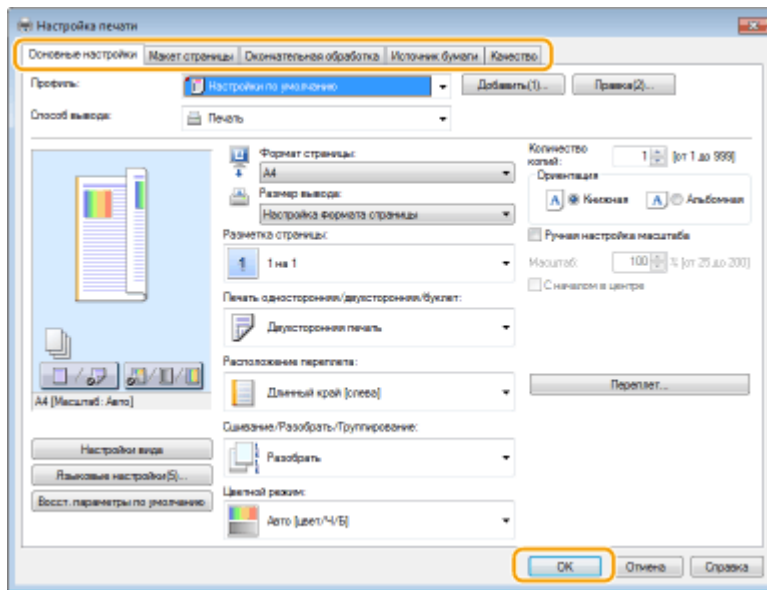 Настройка печати
Основные настройки Макет страницы Окончательная обработка Источник бумаги Качество
Профиль: Настройки по умолчанию Добавить(1)... Правка(2)...
Способ вывода: Печать
Формат страницы:
A4
Размер вывода:
Настройка формата страницы
Разметка страницы:
1 на 1
Печать односторонняя/двухсторонняя/буклет:
Двухсторонняя печать
Расположение переплета:
Длинный край [слева]
Сшивание/Разобрать/Группирование:
Разобрать
Цветной режим:
Авто [цвет/Ч/Б]
Количество
копий: 1 [от 1 до 999]
Ориентация
A Книжная A Альбомная
Ручная настройка масштаба
Масштаб: 100 % [от 25 до 200]
С началом в центре
Переплет...
A4 [Масштаб: Авто]
Настройки вида
Языковые настройки(5)...
Восст. параметры по умолчанию
OK Отмена Справка